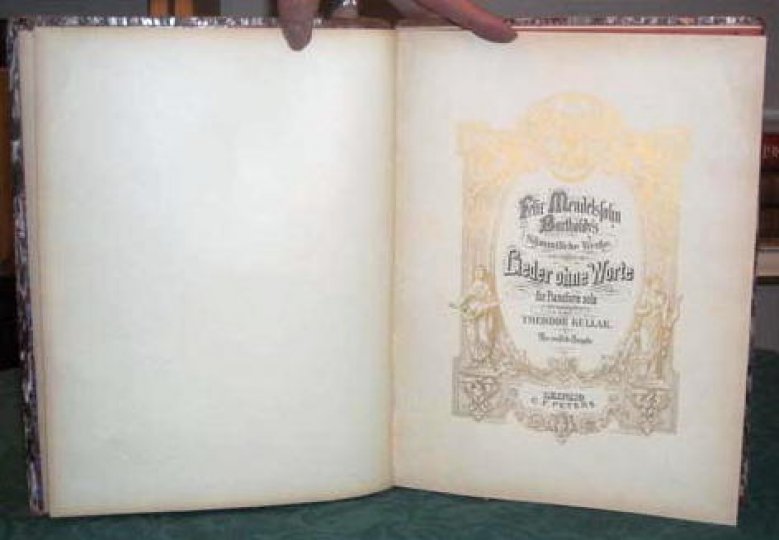 Felix Mendelssohn
Bartholdy's
Sämmtliche Werke
Lieder ohne Worte
für Pianoforte solo
THEODOR KULLAK.
LEIPZIG
C. F. PETERS.